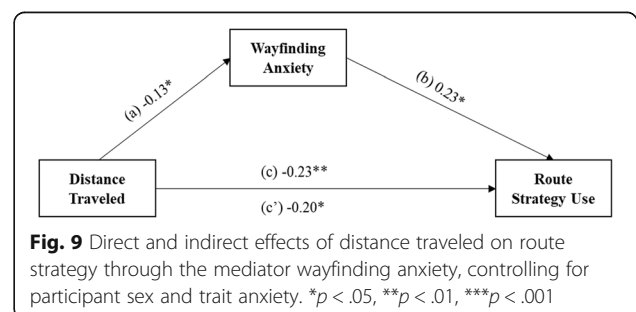 Wayfinding
Anxiety
(a) -0.13*
(b) 0.23*
Distance
Traveled
(c) -0.23**
(c’) -0.20*
Route
Strategy Use
Fig. 9 Direct and indirect effects of distance traveled on route
strategy through the mediator wayfinding anxiety, controlling for
participant sex and trait anxiety. *p < .05, **p < .01, ***p < .001